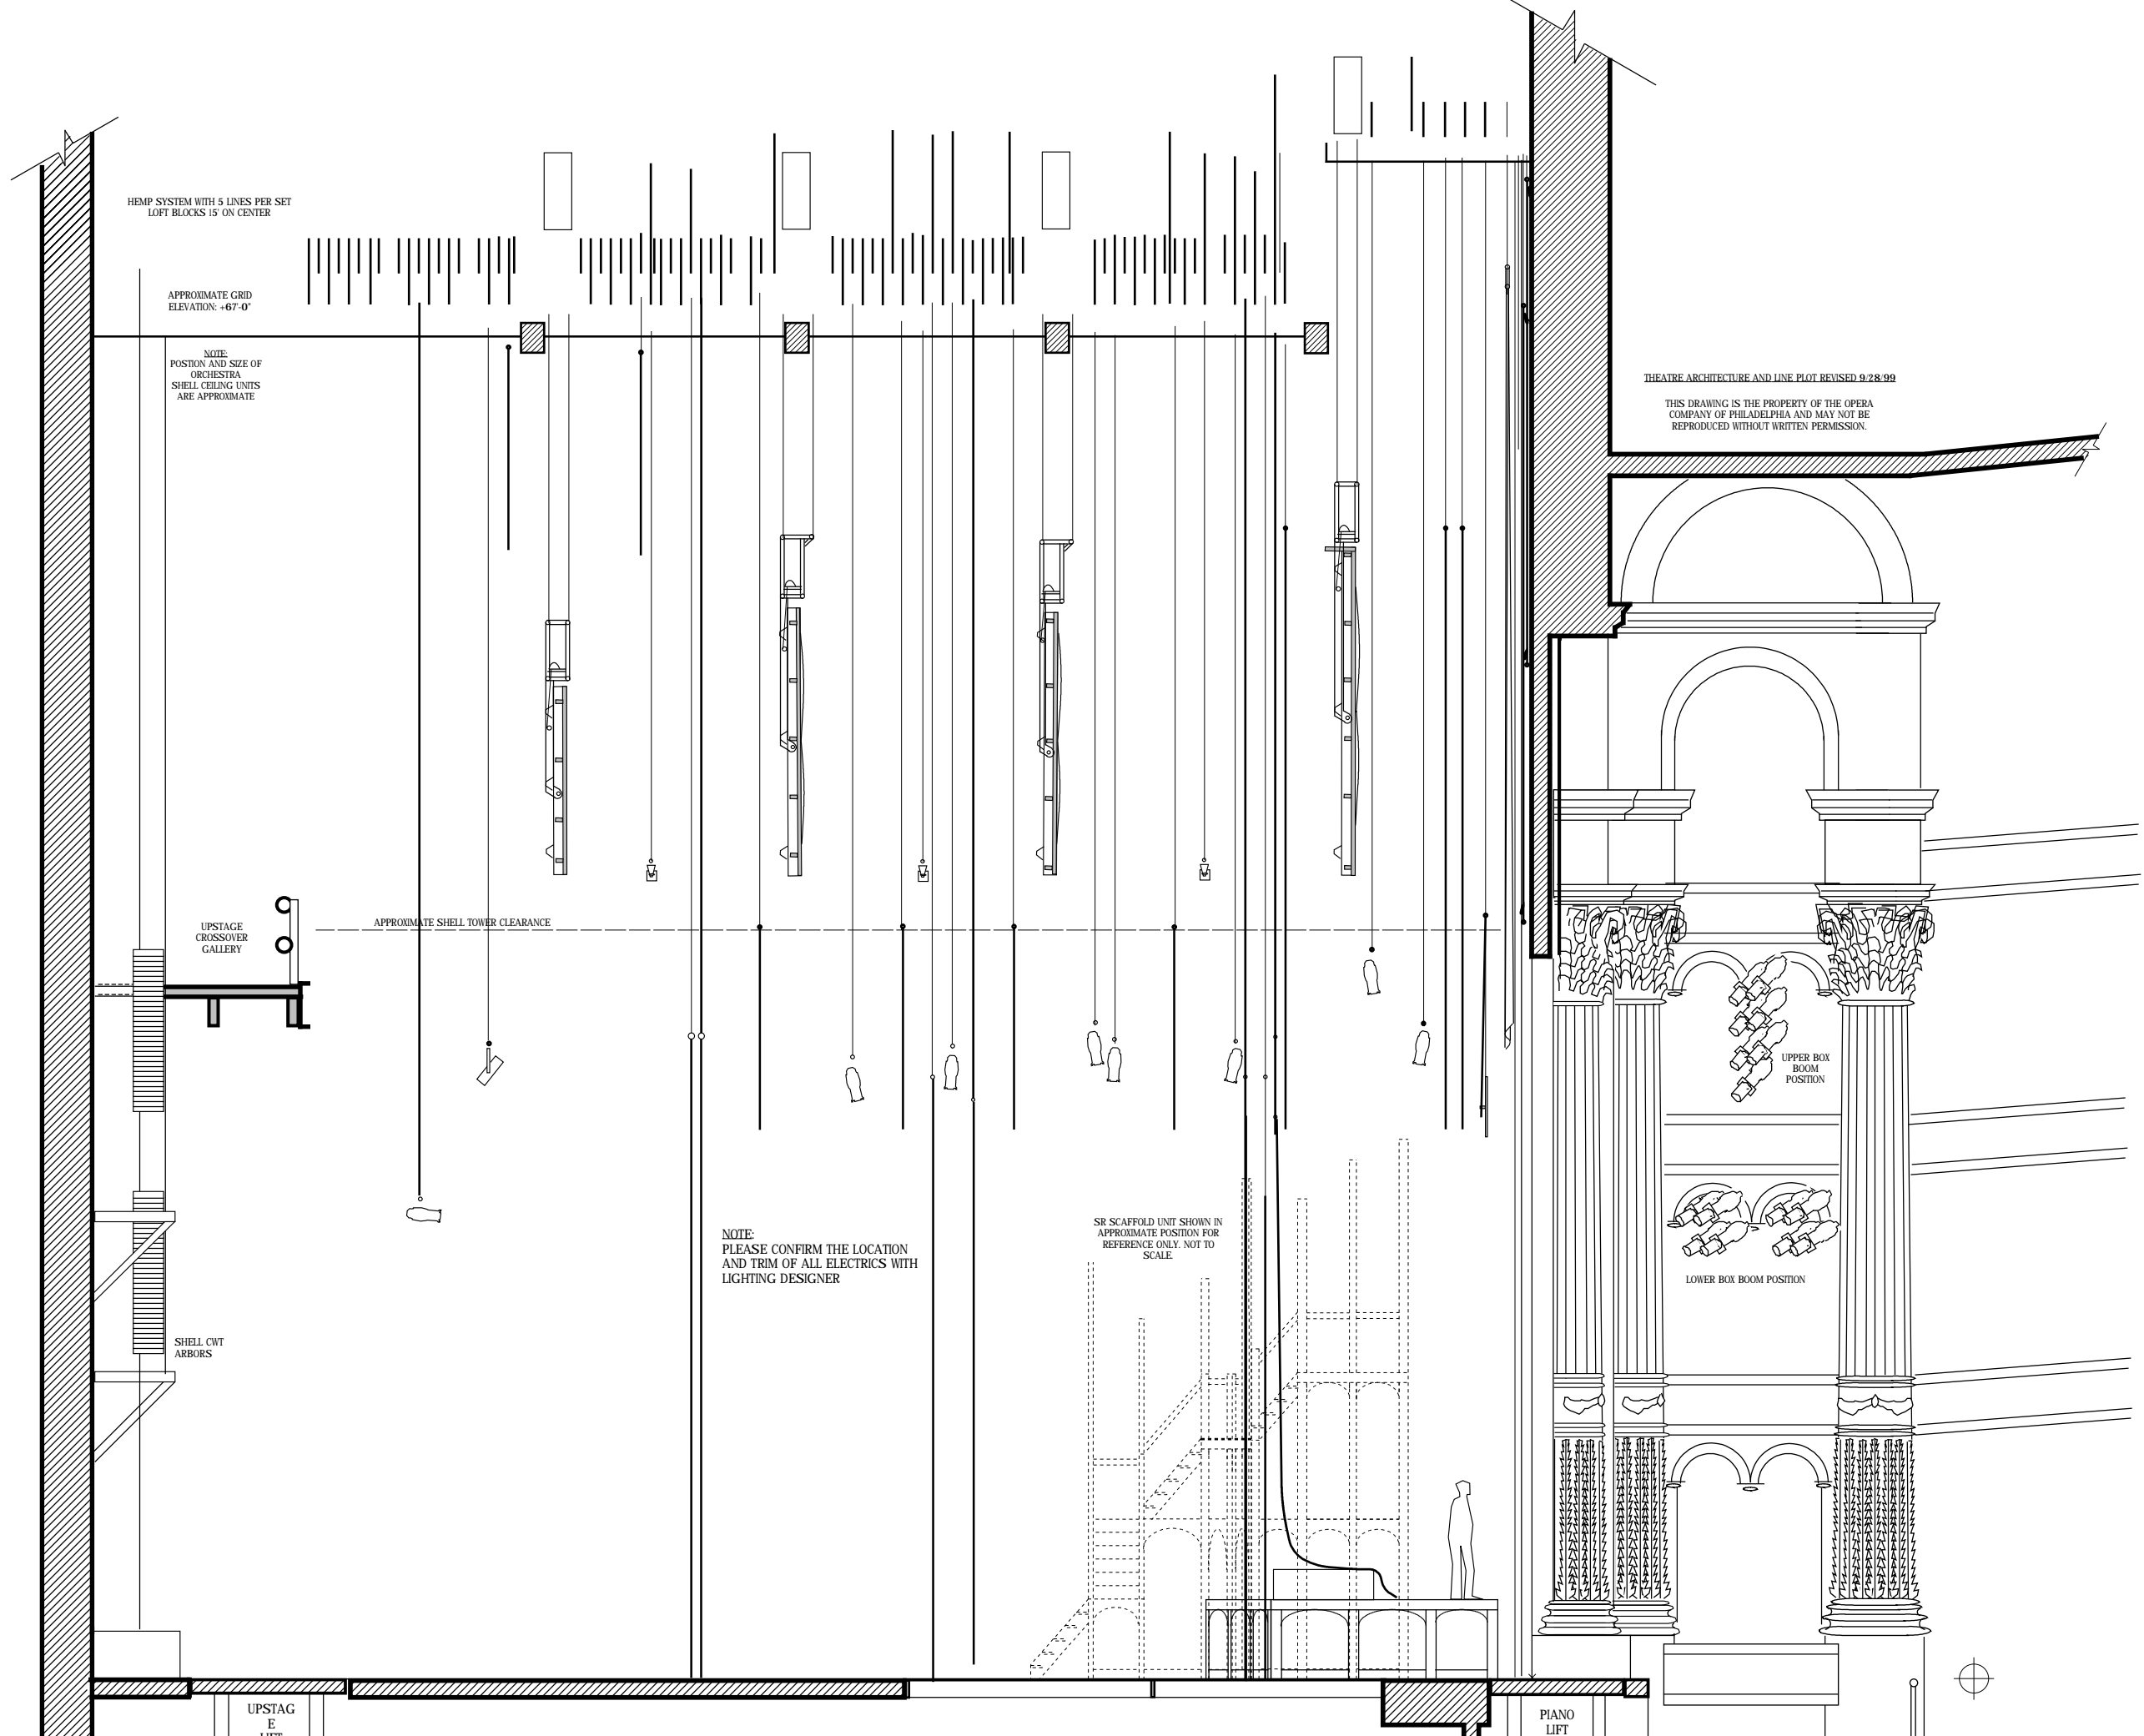 HEMP SYSTEM WITH 5 LINES PER SET
LOFT BLOCKS 15' ON CENTER
APPROXIMATE GRID
ELEVATION: +67'-0"
NOTE:
POSTION AND SIZE OF
ORCHESTRA
SHELL CEILING UNITS
ARE APPROXIMATE
THEATRE ARCHITECTURE AND LINE PLOT REVISED 9/28/99
THIS DRAWING IS THE PROPERTY OF THE OPERA
COMPANY OF PHILADELPHIA AND MAY NOT BE
REPRODUCED WITHOUT WRITTEN PERMISSION.
UPSTAGE
CROSSOVER
GALLERY
APPROXIMATE SHELL TOWER CLEARANCE
UPPER BOX
BOOM
POSITION
NOTE:
PLEASE CONFIRM THE LOCATION
AND TRIM OF ALL ELECTRICS WITH
LIGHTING DESIGNER
SR SCAFFOLD UNIT SHOWN IN
APPROXIMATE POSITION FOR
REFERENCE ONLY. NOT TO
SCALE.
LOWER BOX BOOM POSITION
SHELL CWT
ARBORS
UPSTAG
E
LIFT
PIANO
LIFT